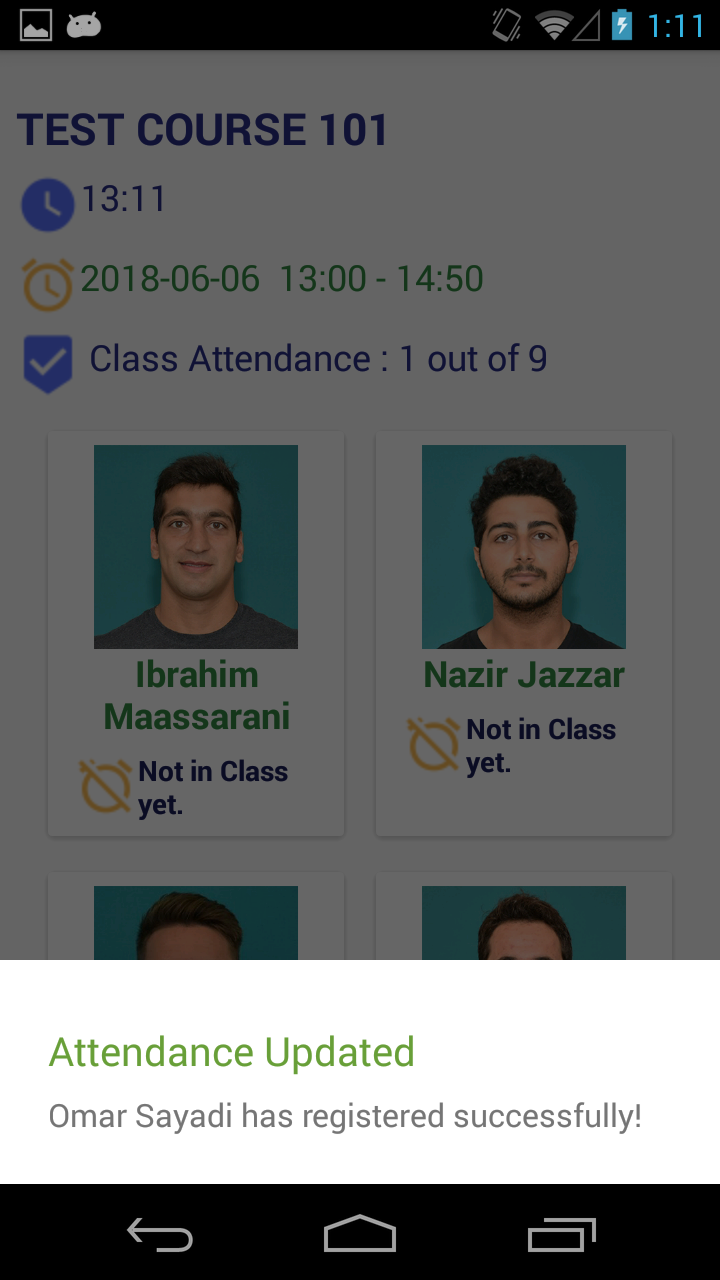 1:11
TEST COURSE 101
13:11
2018-06-06 13:00 - 14:50
Class Attendance : 1 out of 9
Ibrahim
Maassarani
Not in Class
yet.
Nazir Jazzar
Not in Class
yet.
Attendance Updated
Omar Sayadi has registered successfully!